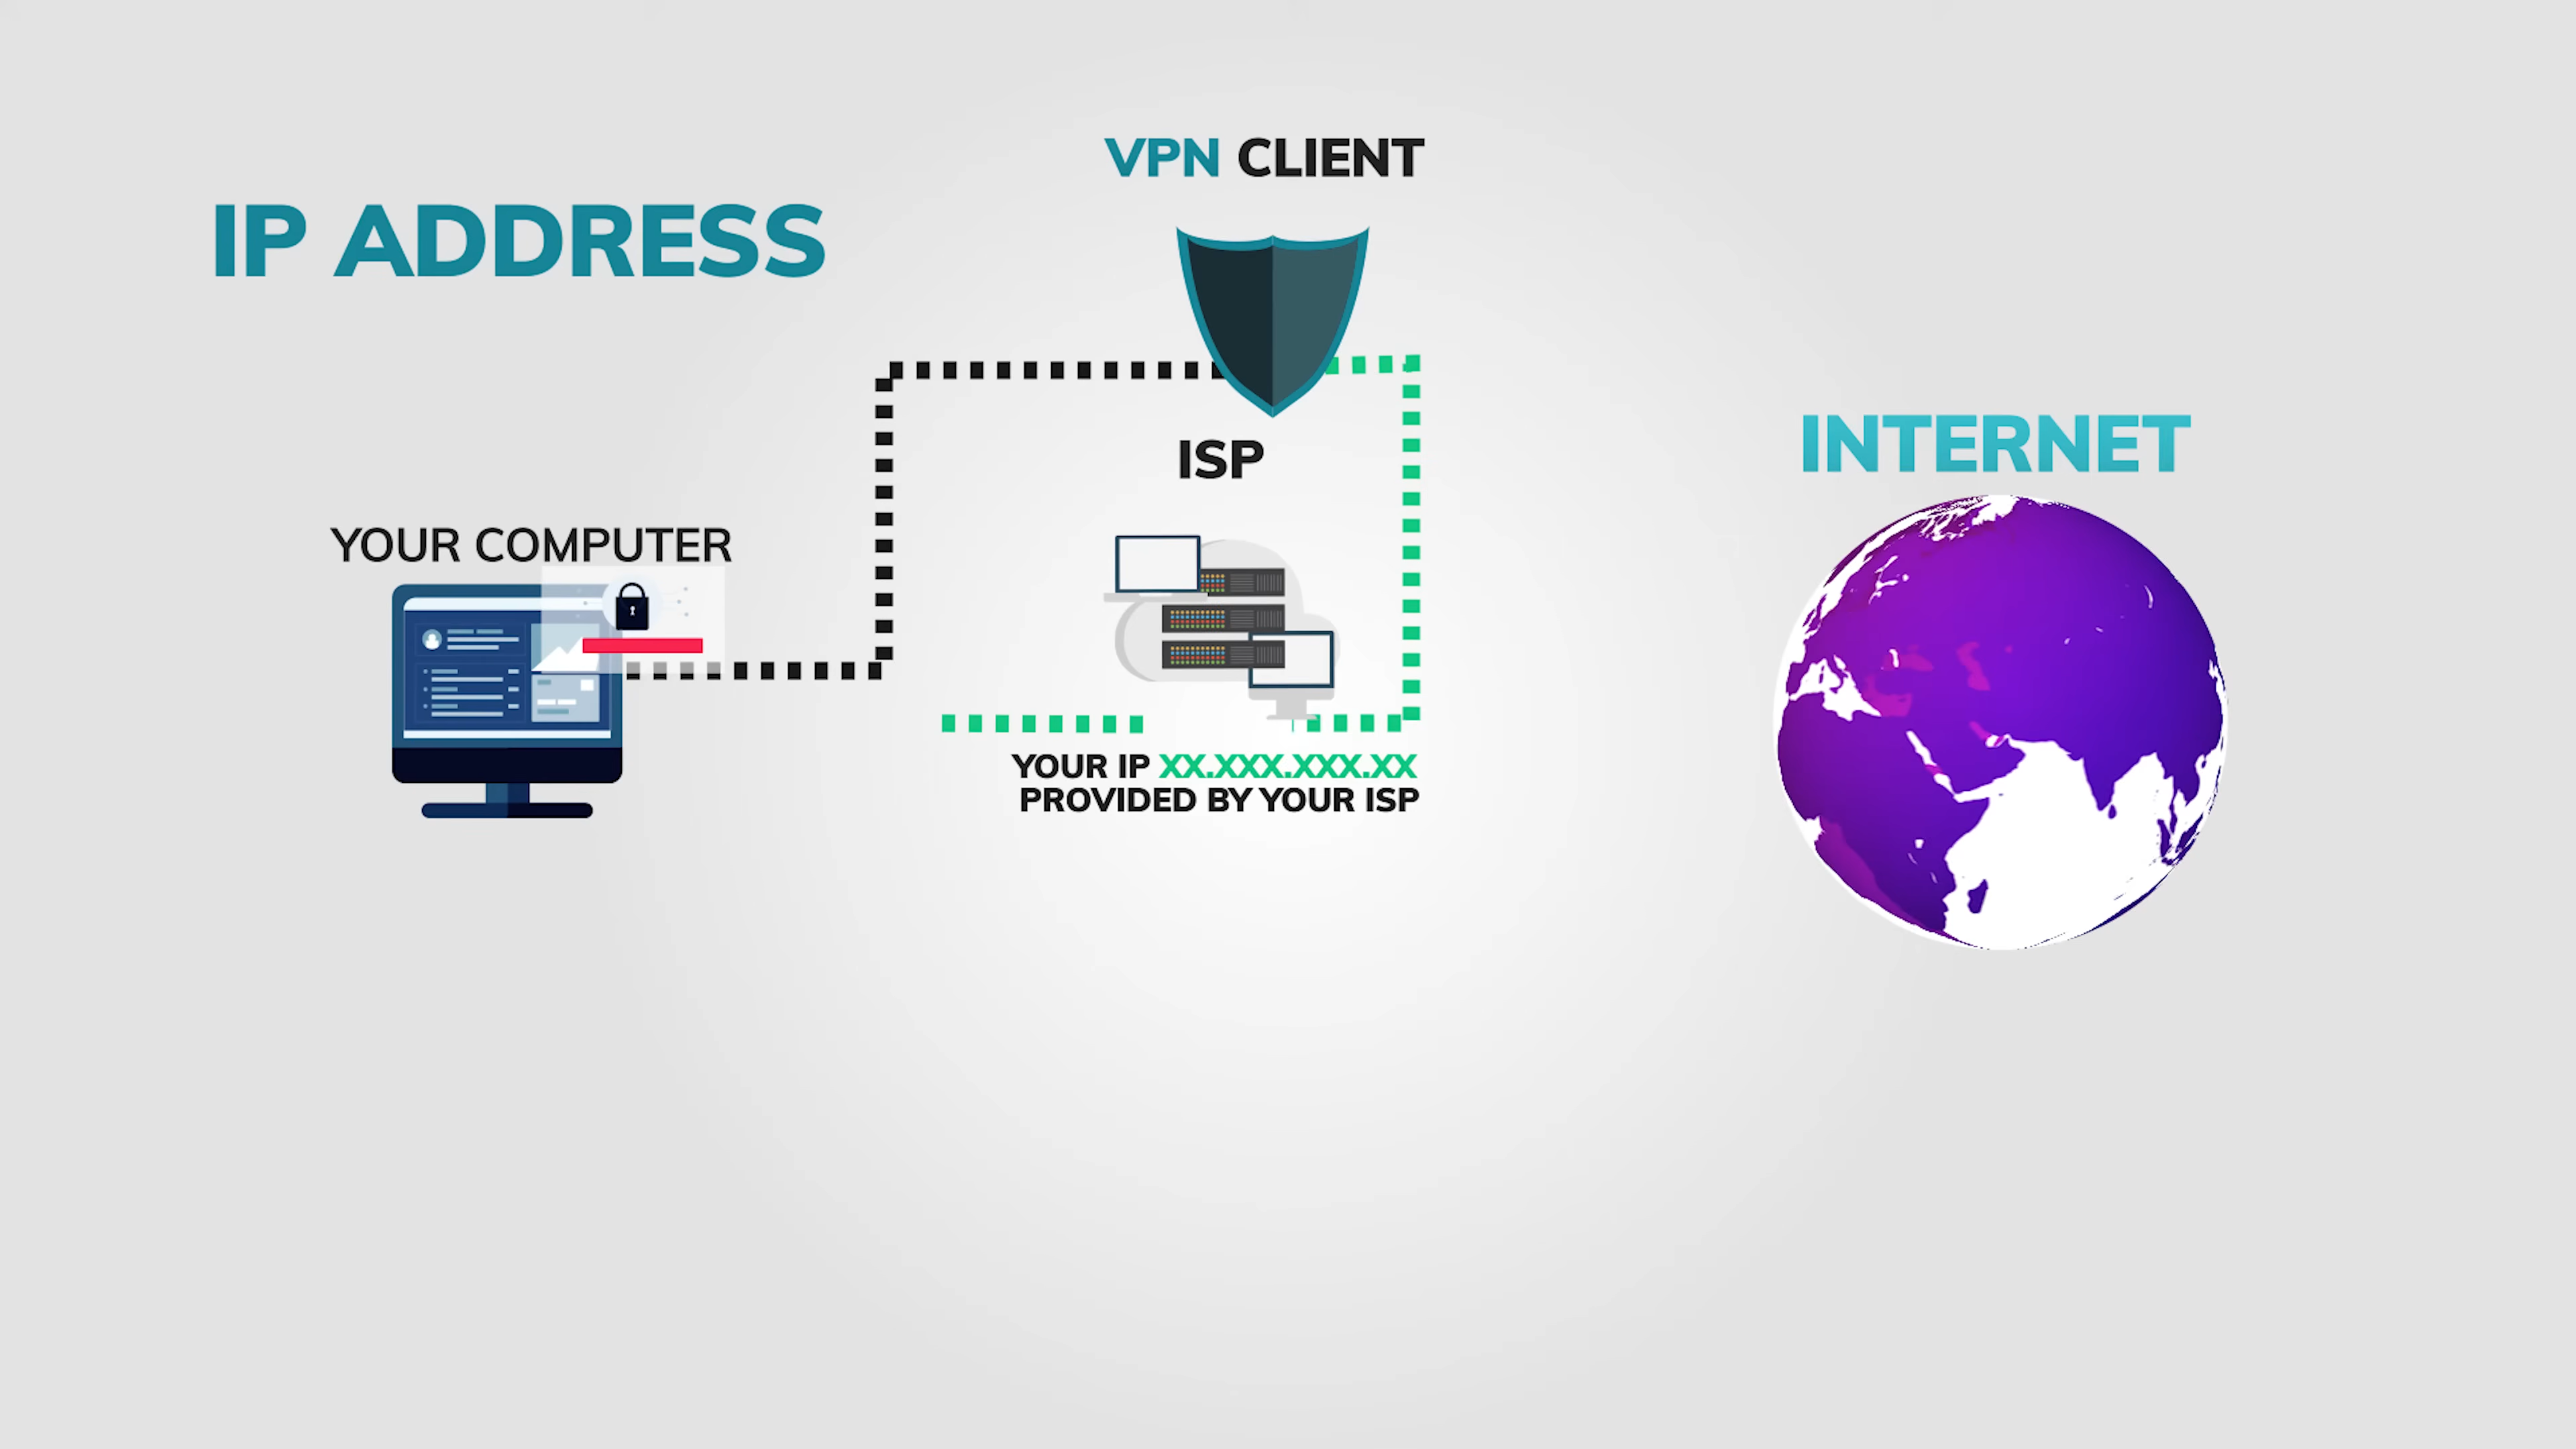 VPN CLIENT
IP ADDRESS
INTERNET
ISP
YOUR COMPUTER
YOUR IP XX.XXX.XXX.XX
PROVIDED BY YOUR ISP